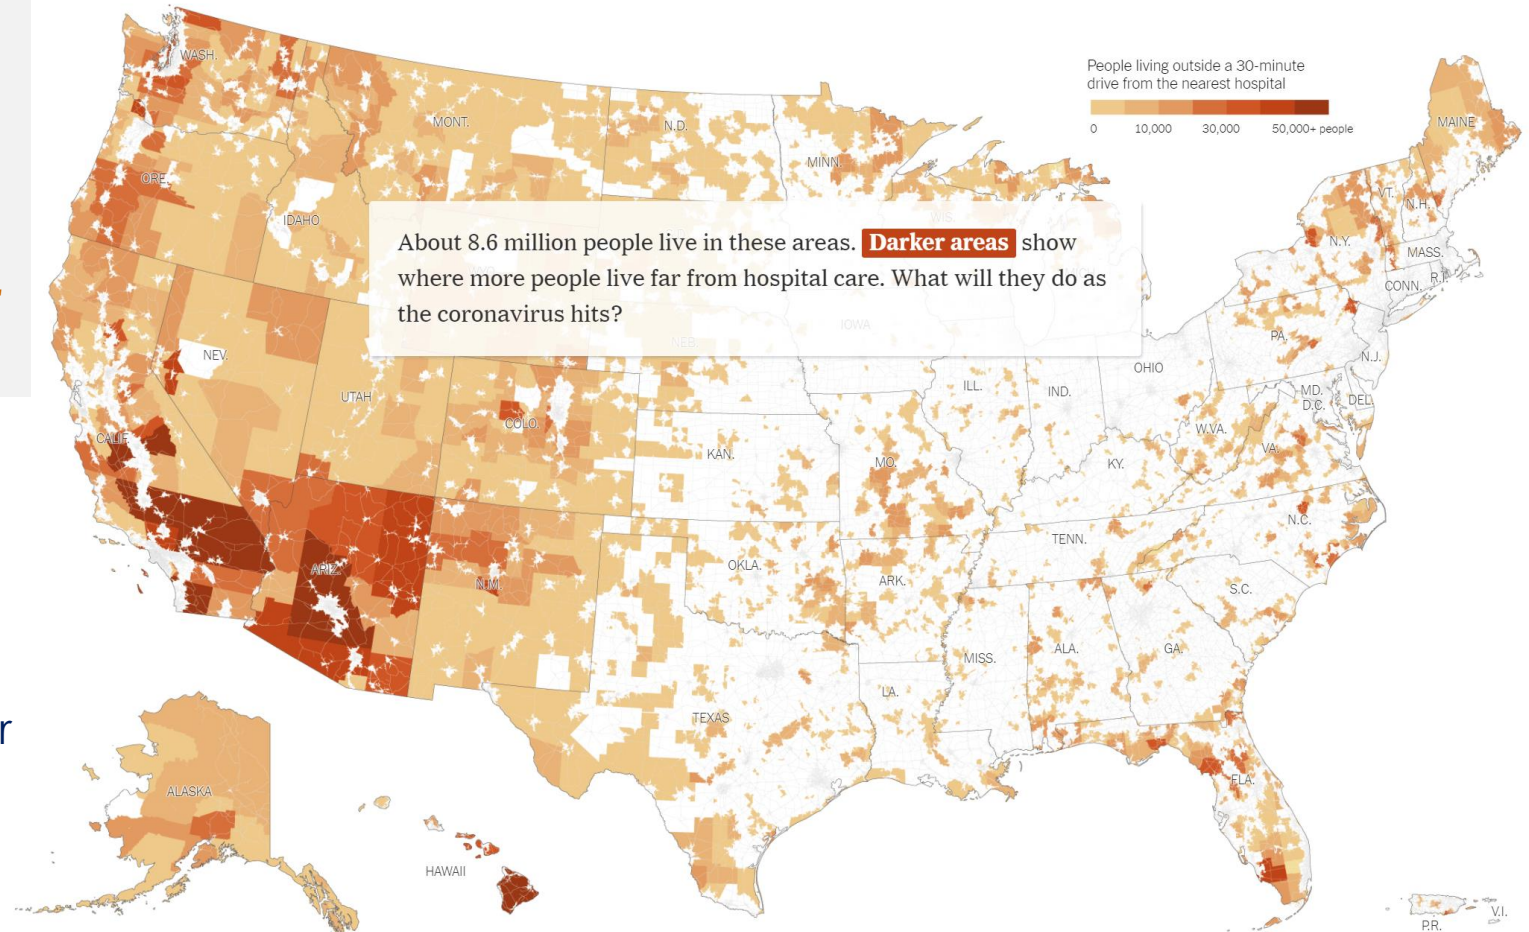 People living outside a 30-minute
drive from the nearest hospital
0 10,000 30,000 50,000+ people
WASH.
MONT.
N.D.
MINN.
MAINE
ORE.
IDAHO
WIS.
VT.
N.H.
N.Y.
MASS.
CONN.
R.I.
About 8.6 million people live in these areas. Darker areas show
where more people live far from hospital care. What will they do as
the coronavirus hits?
IOWA
NEB.
NEV.
UTAH
COLO.
CALIF.
KAN.
MO.
ILL.
IND.
OHIO
PA.
N.J.
MD.
D.C.
DEL.
W.VA.
VA.
KY.
ARIZ.
N.M.
OKLA.
ARK.
TENN.
N.C.
S.C.
TEXAS
LA.
MISS.
ALA.
GA.
FLA.
r
ALASKA
HAWAII
P.R.
V.I.